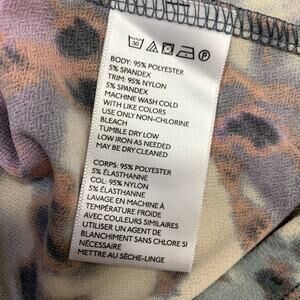 30
P
BODY: 95% POLYESTER
5% SPANDEX
TRIM: 95% NYLON
5% SPANDEX
MACHINE WASH COLD
WITH LIKE COLORS
USE ONLY NON-CHLORINE
BLEACH
TUMBLE DRY LOW
LOW IRON AS NEEDED
MAY BE DRY CLEANED
CORPS: 95% POLYESTER
5% ÉLASTHANNE
COL: 95% NYLON
5% ÉLASTHANNE
LAVAGE EN MACHINE À
TEMPÉRATURE FROIDE
AVEC COULEURS SIMILAIRES
UTILISER UN AGENT DE
BLANCHIMENT SANS CHLORE SI
NÉCESSAIRE
METTRE AU SÈCHE-LINGE